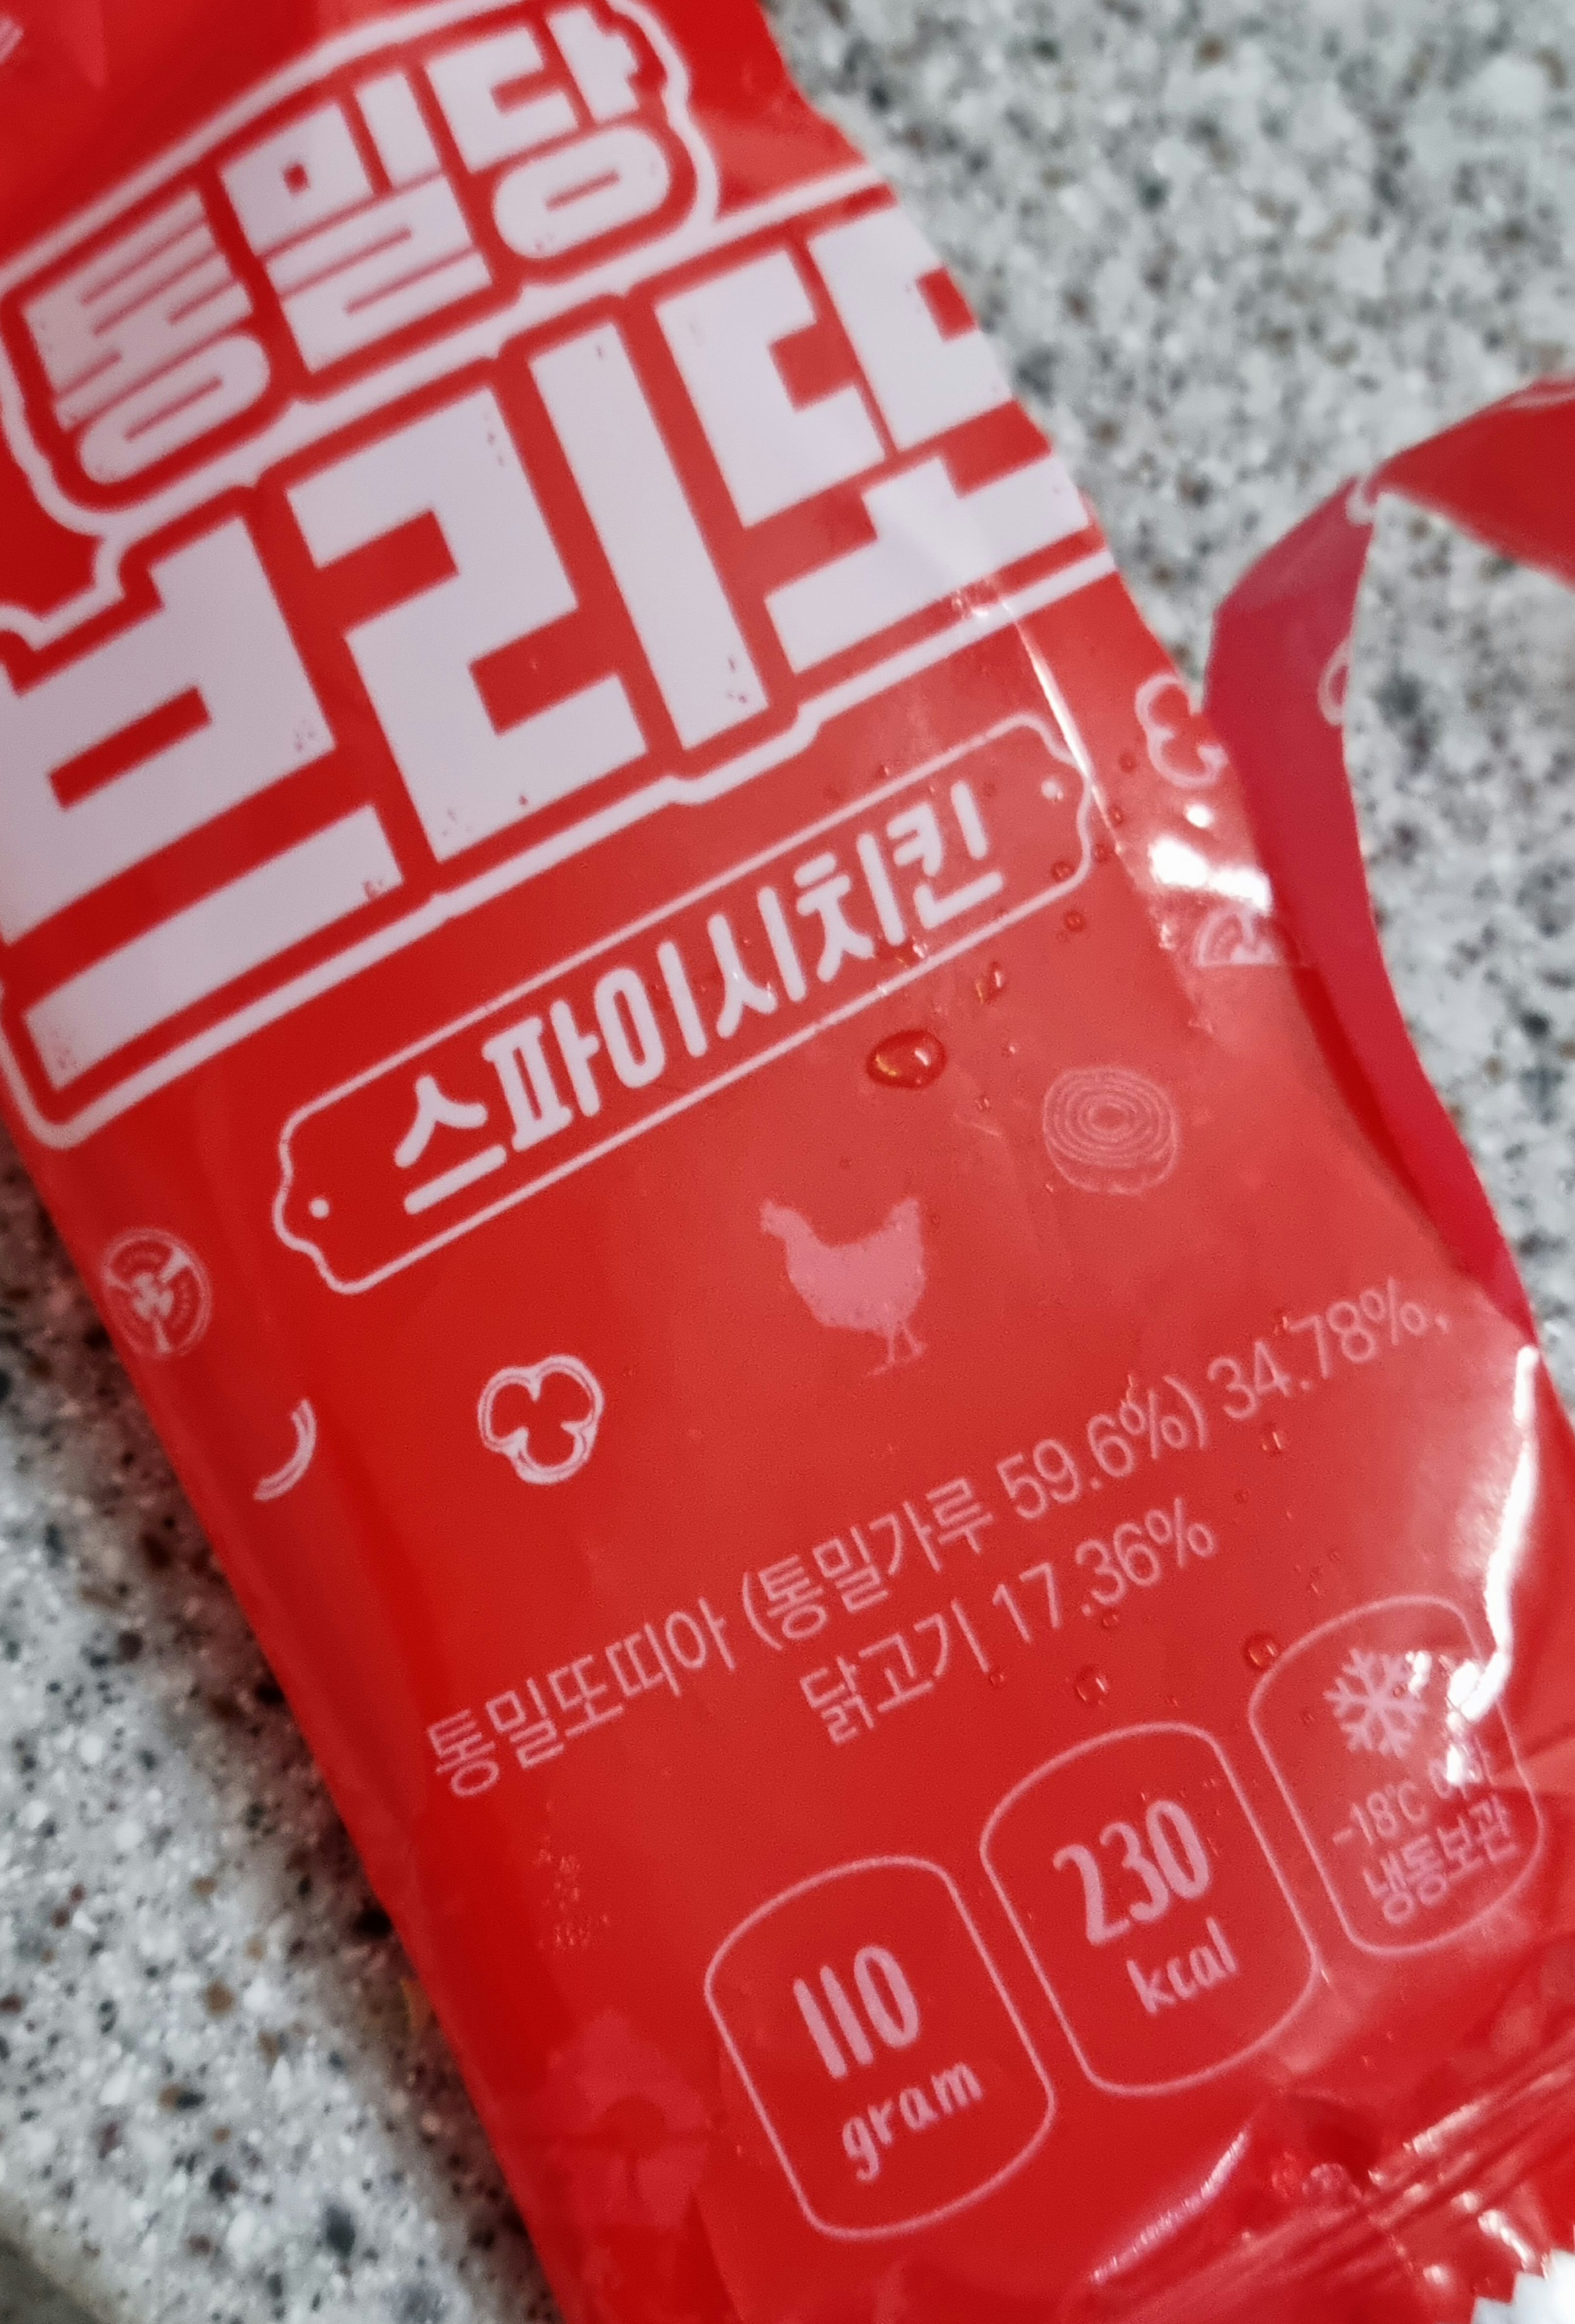 통밀당
브리또
스파이시치킨
통밀또띠아 (통밀가루 59.6%) 34.78%,
닭고기 17.36%
110
gram
230
kcal
-18℃ 이하
냉동보관